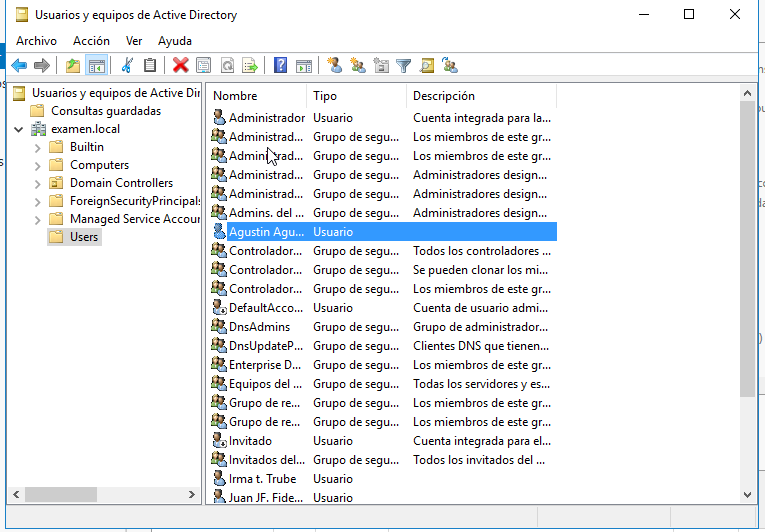 Usuarios y equipos de Active Directory
Archivo Acción Ver Ayuda
Usuarios y equipos de Active Dir
Consultas guardadas
examen.local
Builtin
Computers
Domain Controllers
ForeignSecurityPrincipals
Managed Service Accour
Users
Nombre Tipo Descripción
Administrador Usuario Cuenta integrada para la...
Administrad... Grupo de segu... Los miembros de este gr...
Administrad... Grupo de segu... Los miembros de este gr...
Administrad... Grupo de segu... Administradores design...
Administrad... Grupo de segu... Administradores design...
Admins. del ... Grupo de segu... Administradores design...
Agustin Agu... Usuario
Controlador... Grupo de segu... Todos los controladores ...
Controlador... Grupo de segu... Se pueden clonar los mi...
Controlador... Grupo de segu... Los miembros de este gr...
DefaultAcco... Usuario Cuenta de usuario admi...
DnsAdmins Grupo de segu... Grupo de administrador...
DnsUpdateP... Grupo de segu... Clientes DNS que tienen...
Enterprise D... Grupo de segu... Los miembros de este gr...
Equipos del ... Grupo de segu... Todas los servidores y es...
Grupo de re... Grupo de segu... Los miembros de este gr...
Grupo de re... Grupo de segu... Los miembros de este gr...
Invitado Usuario Cuenta integrada para el...
Invitados del... Grupo de segu... Todos los invitados del ...
Irma t. Trube Usuario
Juan JF. Fide... Usuario